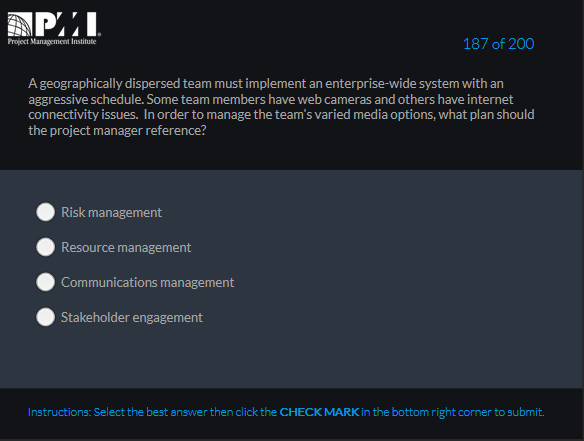 PMI
Project Management Institute
187 of 200
A geographically dispersed team must implement an enterprise-wide system with an
aggressive schedule. Some team members have web cameras and others have internet
connectivity issues.  In order to manage the team's varied media options, what plan should
the project manager reference?
Risk management
Resource management
Communications management
Stakeholder engagement
Instructions: Select the best answer then click the CHECK MARK in the bottom right corner to submit.